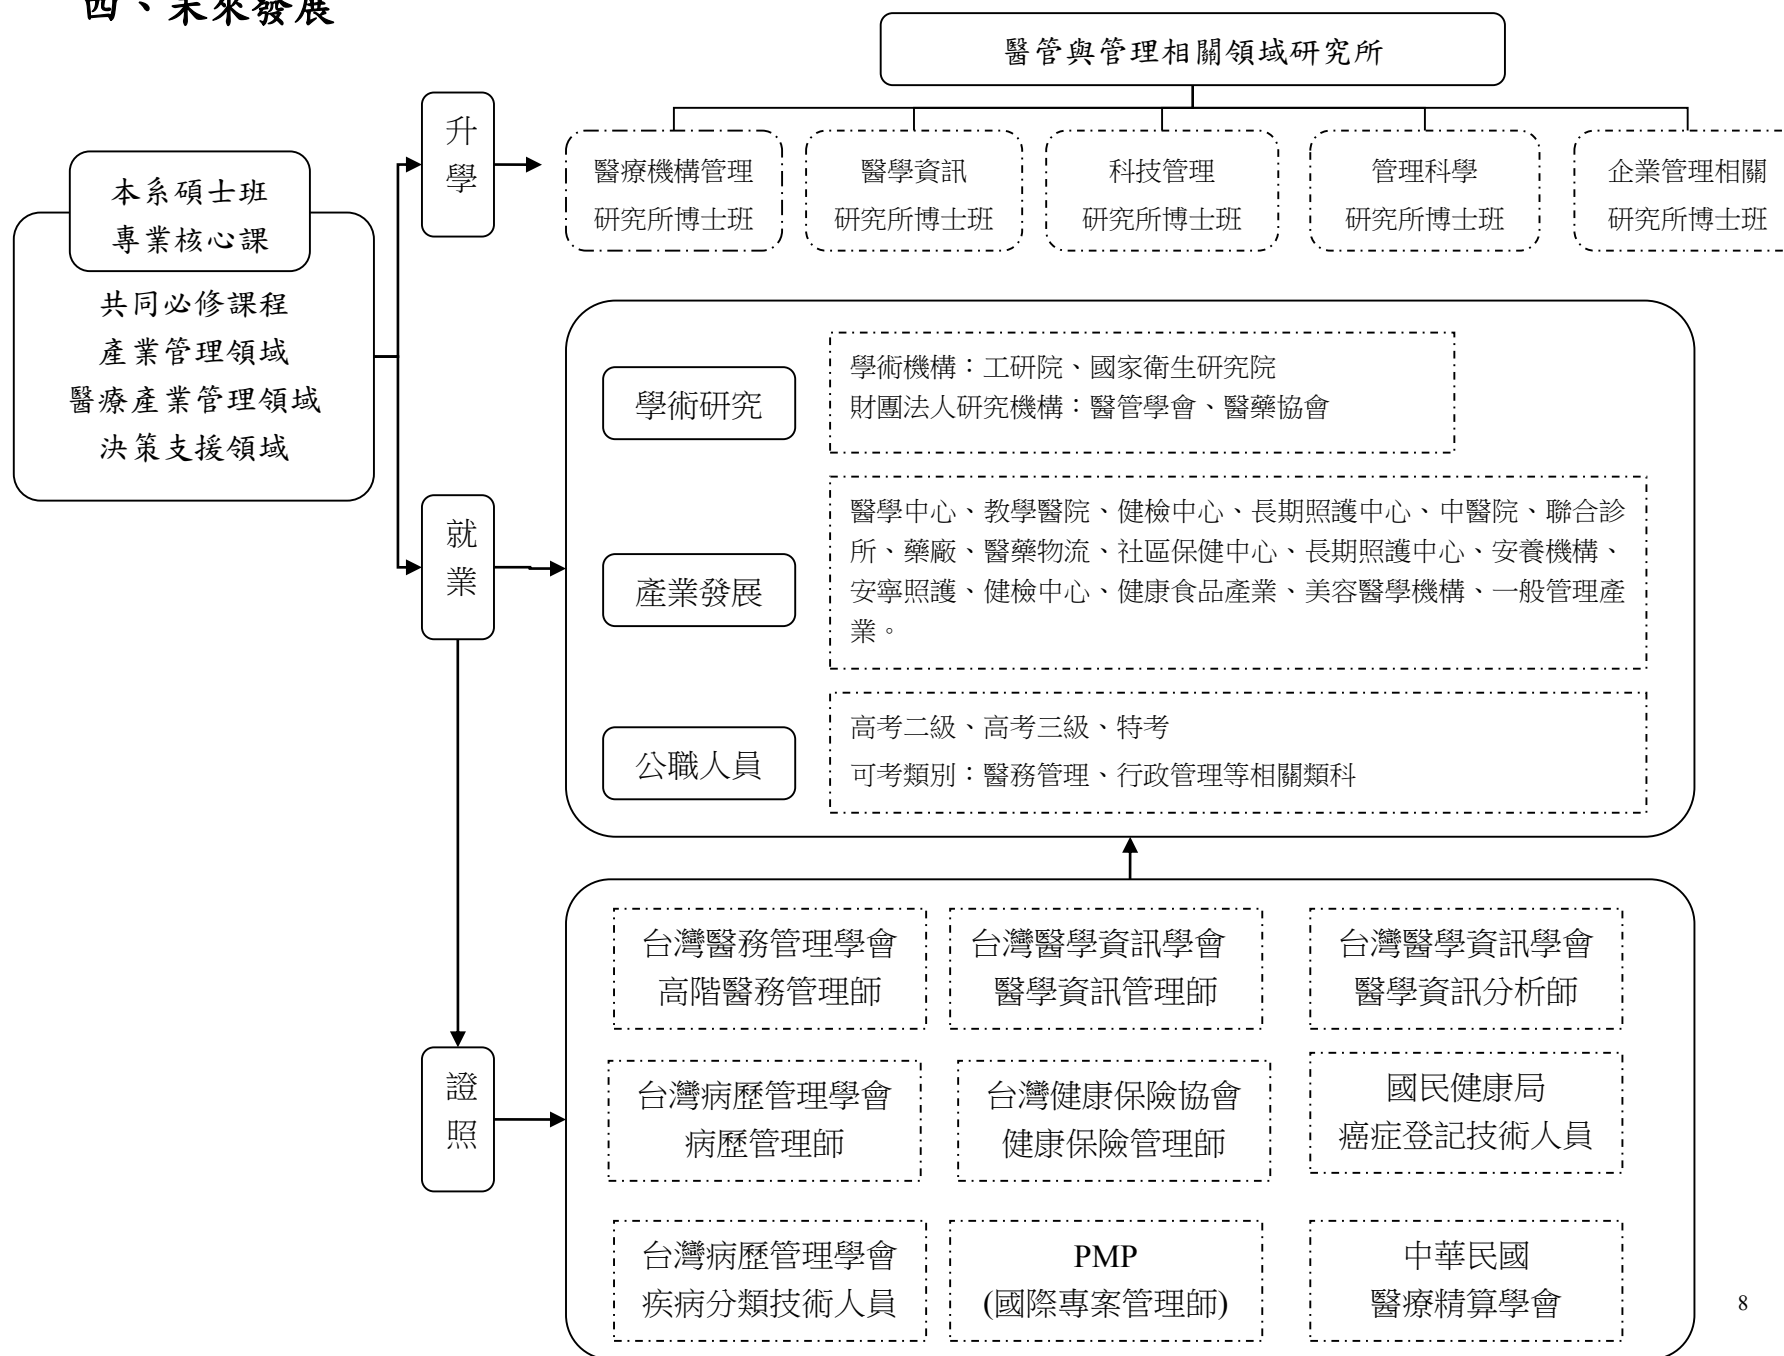 四、未來發展
醫管與管理相關領域研究所
升
學
醫療機構管理
研究所博士班
醫學資訊
研究所博士班
科技管理
研究所博士班
管理科學
研究所博士班
企業管理相關
研究所博士班
本系碩士班
專業核心課
共同必修課程
產業管理領域
醫療產業管理領域
決策支援領域
就
業
學術研究
學術機構：工研院、國家衛生研究院
財團法人研究機構：醫管學會、醫藥協會
產業發展
醫學中心、教學醫院、健檢中心、長期照護中心、中醫院、聯合診
所、藥廠、醫藥物流、社區保健中心、長期照護中心、安養機構、
安寧照護、健檢中心、健康食品產業、美容醫學機構、一般管理產
業。
公職人員
高考二級、高考三級、特考
可考類別：醫務管理、行政管理等相關類科
證
照
台灣醫務管理學會
高階醫務管理師
台灣醫學資訊學會
醫學資訊管理師
台灣醫學資訊學會
醫學資訊分析師
台灣病歷管理學會
病歷管理師
台灣健康保險協會
健康保險管理師
國民健康局
癌症登記技術人員
台灣病歷管理學會
疾病分類技術人員
PMP
(國際專案管理師)
中華民國
醫療精算學會
8